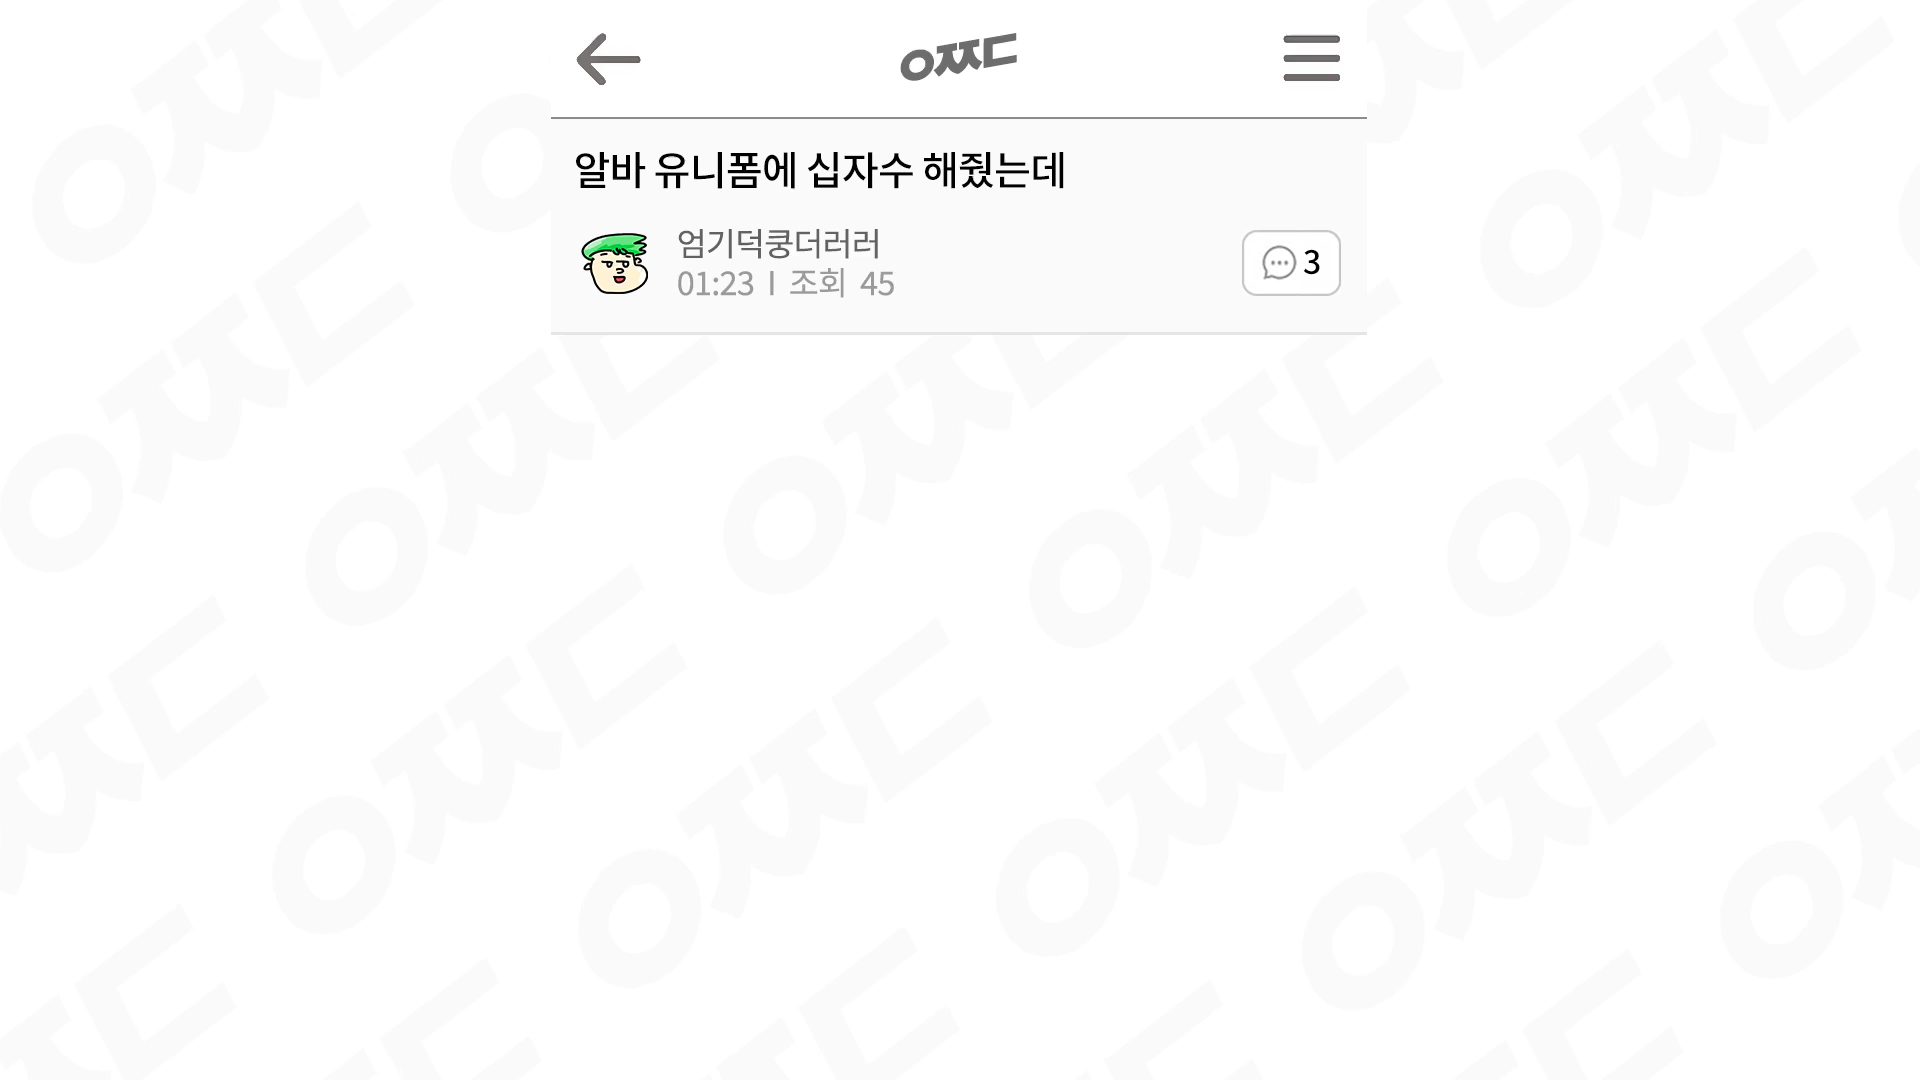 어쩌다
알바 유니폼에 십자수 해줬는데
엄기덕쿵더러러
01:23 ㅣ 조회 45
3